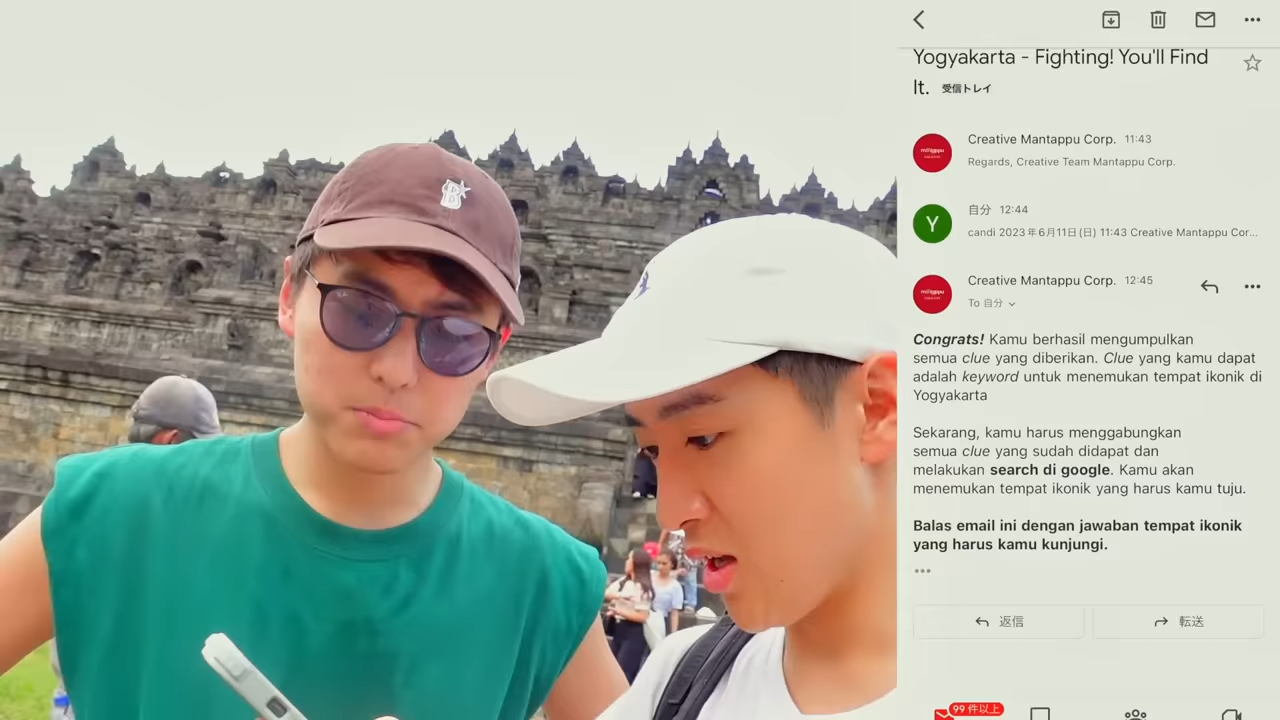 Yogyakarta - Fighting! You'll Find
It. 受信トレイ
Creative Mantappu Corp. 11:43
Regards, Creative Team Mantappu Corp.
Y
自分 12:44
candi 2023年6月11日(日) 11:43 Creative Mantappu Cor...
Creative Mantappu Corp. 12:45
To 自分
Congrats! Kamu berhasil mengumpulkan
semua clue yang diberikan. Clue yang kamu dapat
adalah keyword untuk menemukan tempat ikonik di
Yogyakarta
Sekarang, kamu harus menggabungkan
semua clue yang sudah didapat dan
melakukan search di google. Kamu akan
menemukan tempat ikonik yang harus kamu tuju.
Balas email ini dengan jawaban tempat ikonik
yang harus kamu kunjungi.
返信
転送
99 件以上